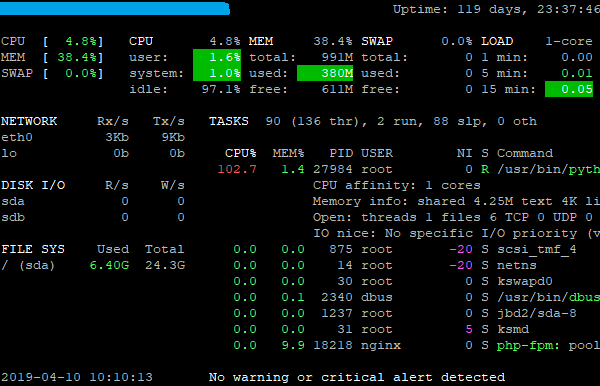 Uptime: 119 days, 23:37:46
CPU [ 4.8%] CPU 4.8% MEM 38.4% SWAP 0.0% LOAD 1-core
MEM [ 38.4%] user: 1.6% total: 991M total: 0 1 min: 0.00
SWAP [ 0.0%] system: 1.0% used: 380M used: 0 5 min: 0.01
idle: 97.1% free: 611M free: 0 15 min: 0.05
NETWORK Rx/s Tx/s TASKS 90 (136 thr), 2 run, 88 slp, 0 oth
eth0 3Kb 9Kb
lo 0b 0b CPU% MEM% PID USER NI S Command
102.7 1.4 27984 root 0 R /usr/bin/pyth
DISK I/O R/s W/s CPU affinity: 1 cores
sda 0 0 Memory info: shared 4.25M text 4K li
sdb 0 0 Open: threads 1 files 6 TCP 0 UDP 0
IO nice: No specific I/O priority (v
FILE SYS Used Total 0.0 0.0 875 root -20 S scsi_tmf_4
/ (sda) 6.40G 24.3G 0.0 0.0 14 root -20 S netns
0.0 0.0 30 root 0 S kswapd0
0.0 0.1 2340 dbus 0 S /usr/bin/dbus
0.0 0.0 1237 root 0 S jbd2/sda-8
0.0 0.0 31 root 5 S ksmd
0.0 9.9 18218 nginx 0 S php-fpm: pool
2019-04-10 10:10:13 No warning or critical alert detected